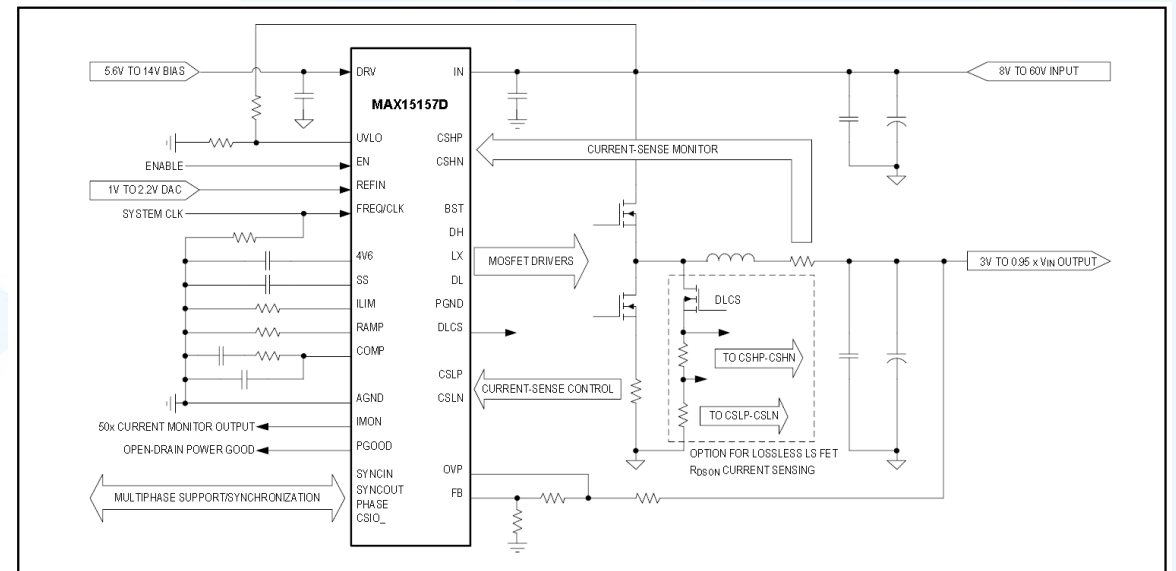 5.6V TO 14V BIAS
DRV
IN
8V TO 60V INPUT
MAX15157D
UVLO
CSHP
CSHN
CURRENT-SENSE MONITOR
ENABLE
EN
1V TO 2.2V DAC
REFIN
SYSTEM CLK
FREQ/CLK
BST
DH
4V6
LX
MOSFET DRIVERS
3V TO 0.95 x VIN OUTPUT
SS
DL
ILIM
PGND
DLCS
RAMP
DLCS
COMP
TO CSHP-CSHN
CSLP
CSLN
CURRENT-SENSE CONTROL
AGND
TO CSLP-CSLN
50x CURRENT MONITOR OUTPUT
IMON
OPEN-DRAIN POWER GOOD
PGOOD
OPTION FOR LOSSLESS LS FET
RDSON CURRENT SENSING
OVP
SYNCIN
MULTIPHASE SUPPORT/SYNCHRONIZATION
SYNCOUT
FB
PHASE
CSIO_